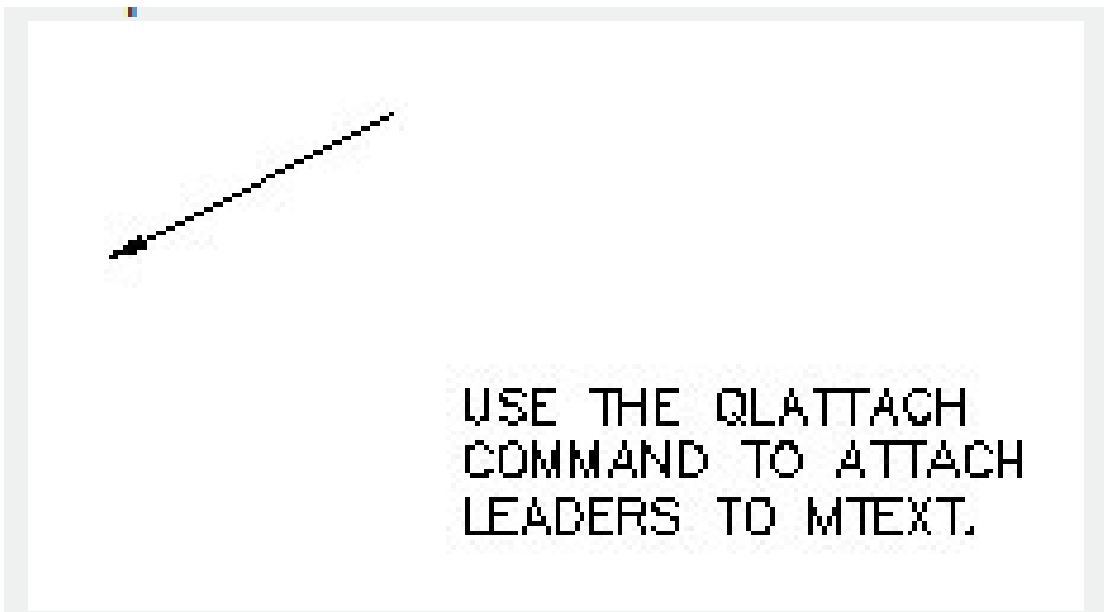 USE THE QLATTACH
COMMAND TO ATTACH
LEADERS TO MTEXT.